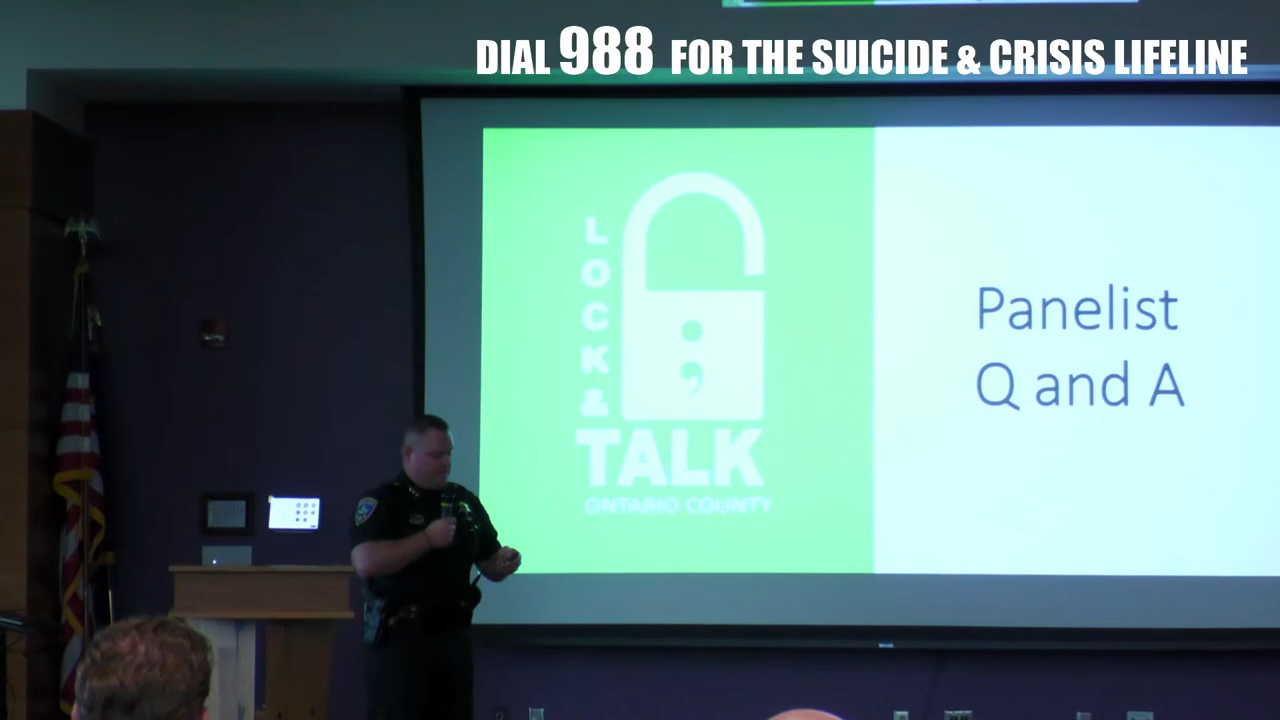 DIAL 988 FOR THE SUICIDE & CRISIS LIFELINE
LOCK &
TALK
ONTARIO COUNTY
Panelist
Q and A